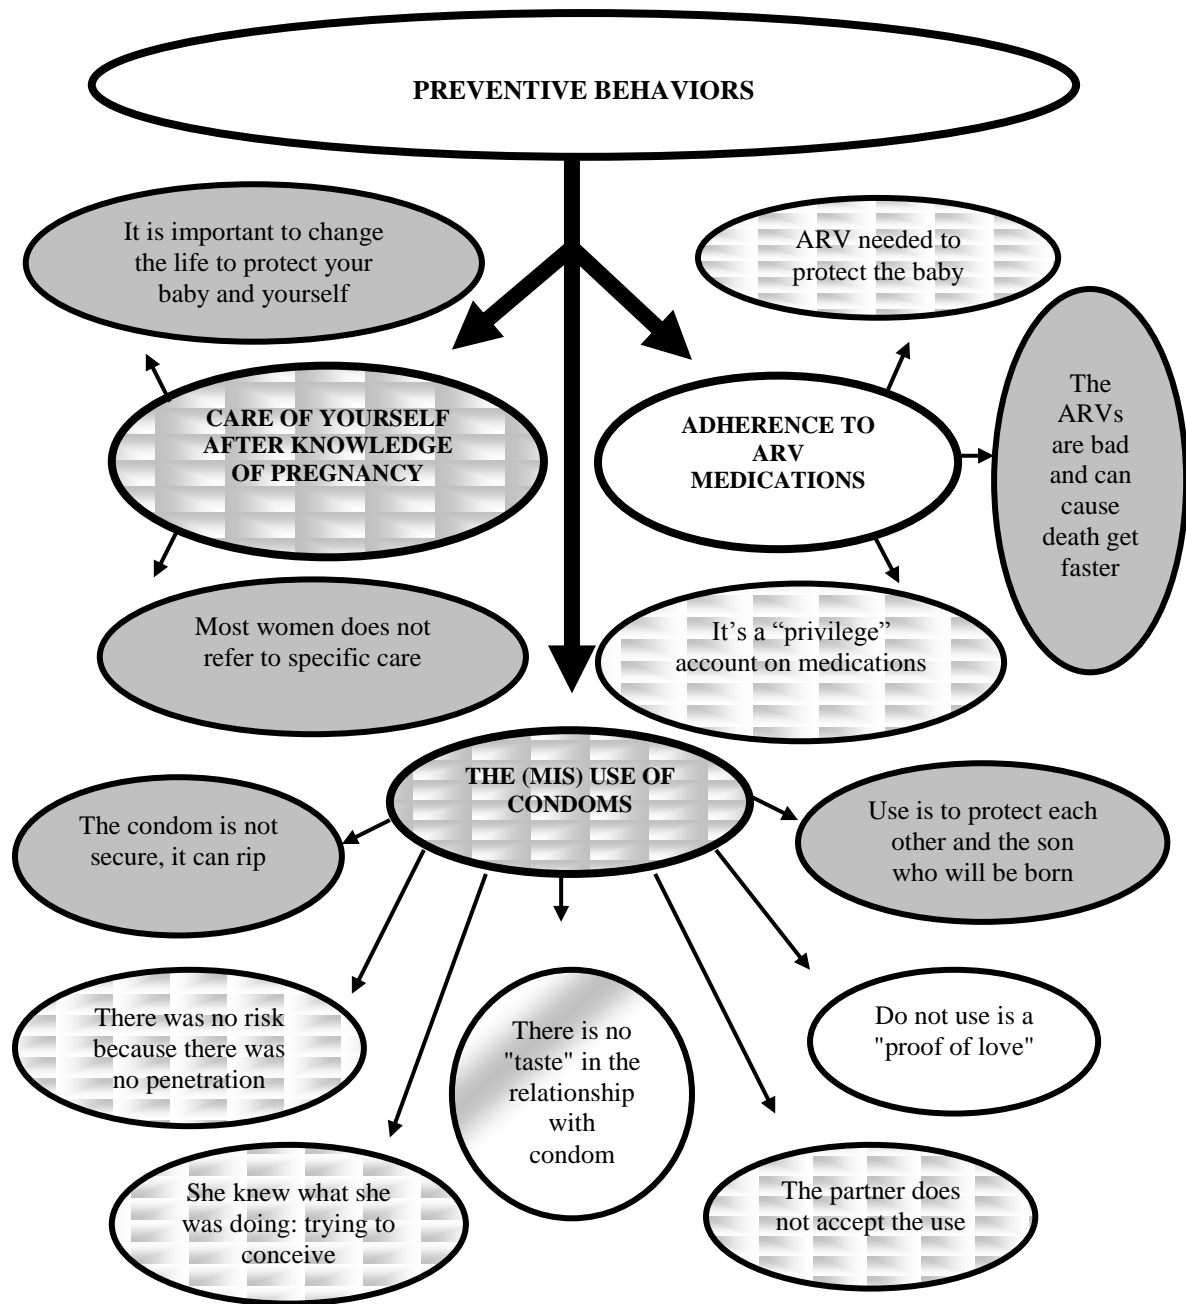 PREVENTIVE BEHAVIORS
It is important to change
the life to protect your
baby and yourself
ARV needed to
protect the baby
The
ARVs
are bad
and can
cause
death get
faster
CARE OF YOURSELF
AFTER KNOWLEDGE
OF PREGNANCY
ADHERENCE TO
ARV
MEDICATIONS
Most women does not
refer to specific care
It’s a “privilege”
account on medications
THE (MIS) USE OF
CONDOMS
The condom is not
secure, it can rip
Use is to protect each
other and the son
who will be born
There was no risk
because there was
no penetration
There is no
"taste" in the
relationship
with
condom
Do not use is a
"proof of love"
She knew what she
was doing: trying to
conceive
The partner does
not accept the use